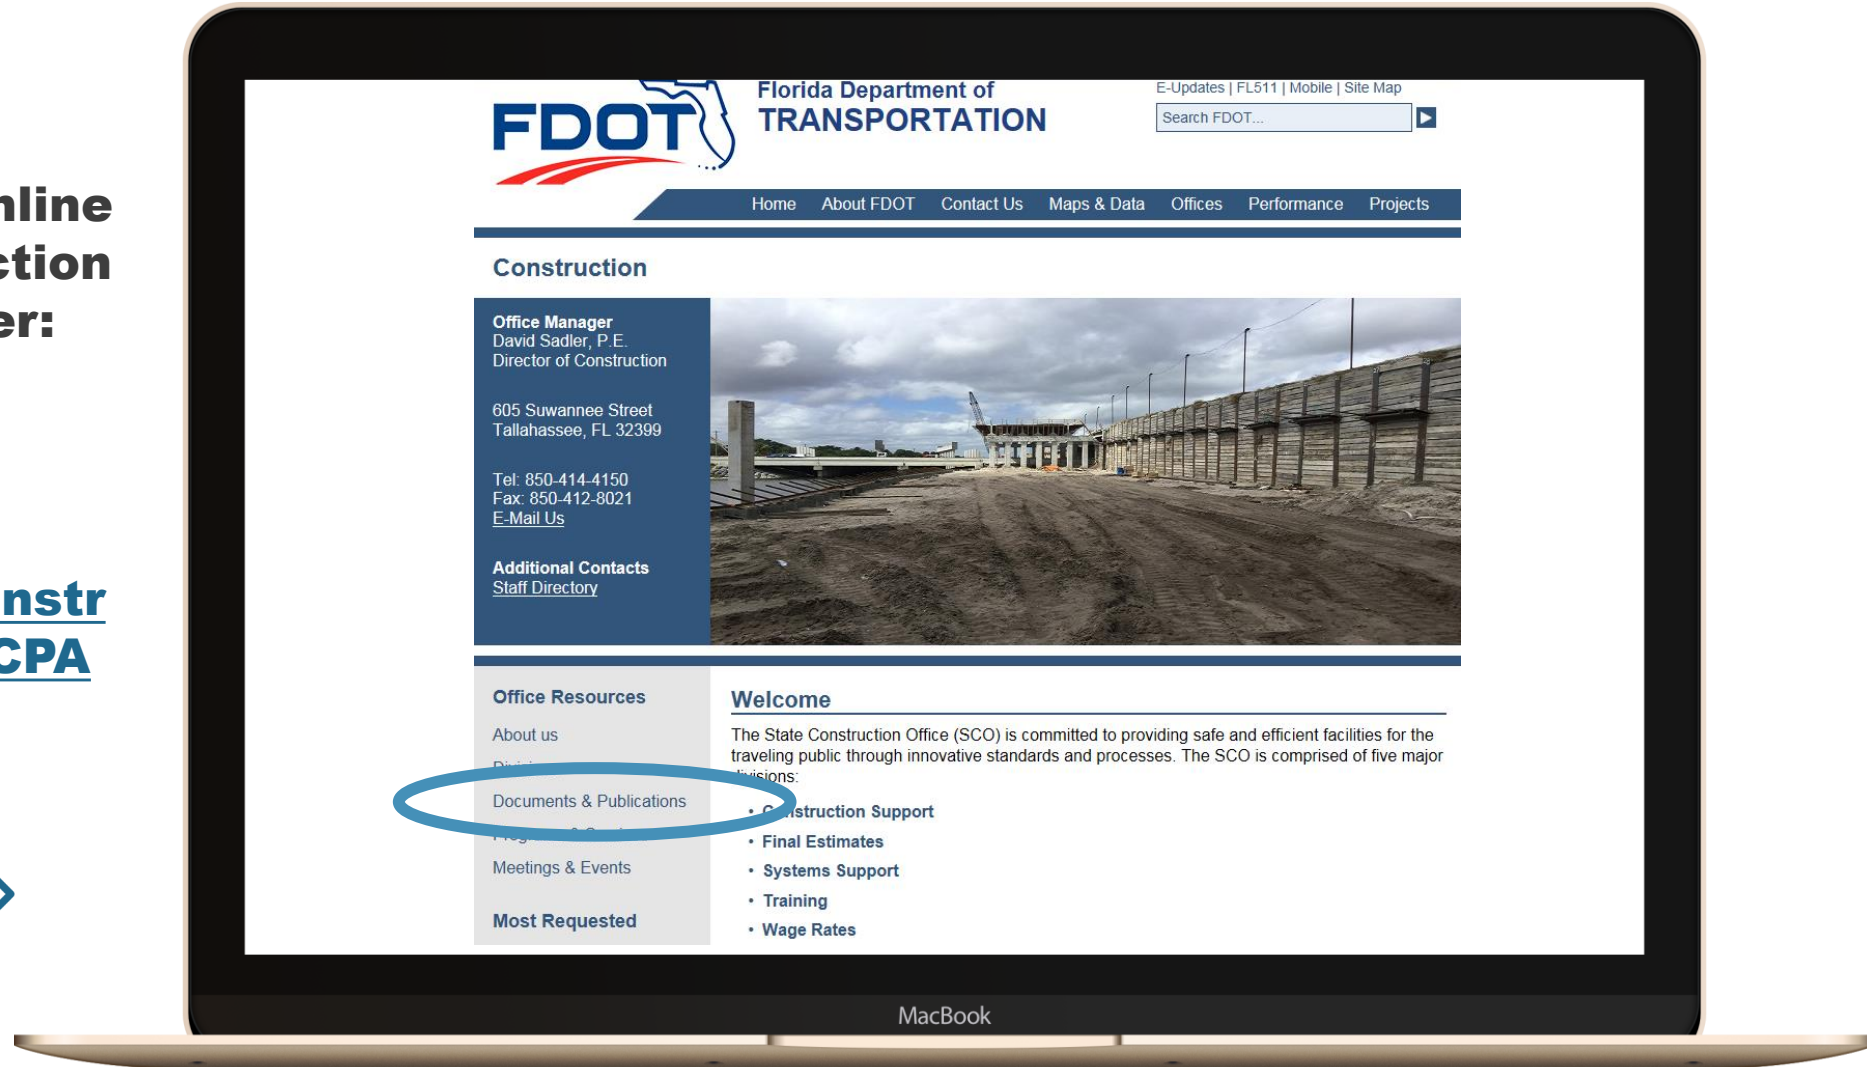 nline
ction
er:
nstr
CPA
FDOT
Florida Department of
TRANSPORTATION
E-Updates | FL511 | Mobile | Site Map
Search FDOT...
Home About FDOT Contact Us Maps & Data Offices Performance Projects
Construction
Office Manager
David Sadler, P.E.
Director of Construction
605 Suwannee Street
Tallahassee, FL 32399
Tel: 850-414-4150
Fax: 850-412-8021
E-Mail Us
Additional Contacts
Staff Directory
Office Resources
About us
Documents & Publications
Meetings & Events
Most Requested
Welcome
The State Construction Office (SCO) is committed to providing safe and efficient facilities for the
traveling public through innovative standards and processes. The SCO is comprised of five major
divisions:
• Construction Support
• Final Estimates
• Systems Support
• Training
• Wage Rates
MacBook